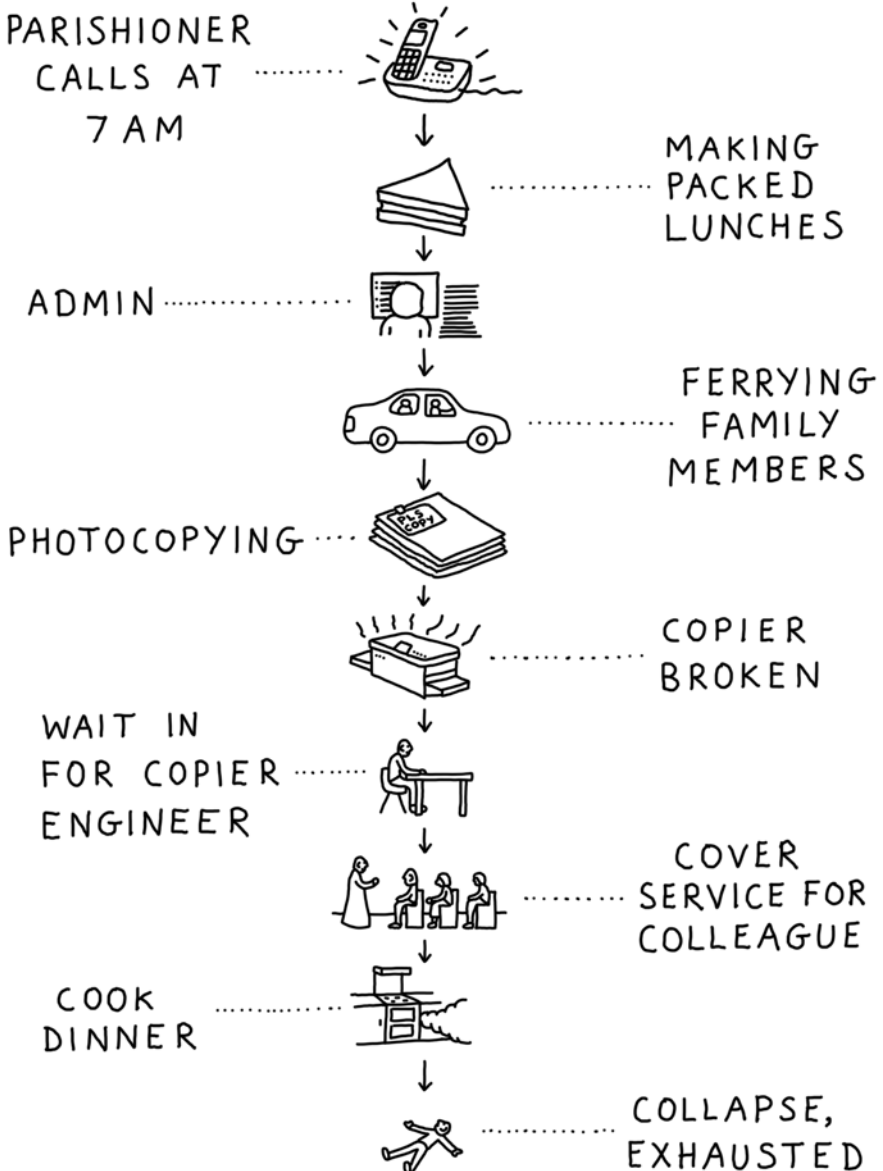 PARISHIONER
CALLS AT
7 AM
MAKING
PACKED
LUNCHES
ADMIN
FERRYING
FAMILY
MEMBERS
PHOTOCOPYING
PLS
COPY
COPIER
BROKEN
WAIT IN
FOR COPIER
ENGINEER
COVER
SERVICE FOR
COLLEAGUE
COOK
DINNER
COLLAPSE,
EXHAUSTED